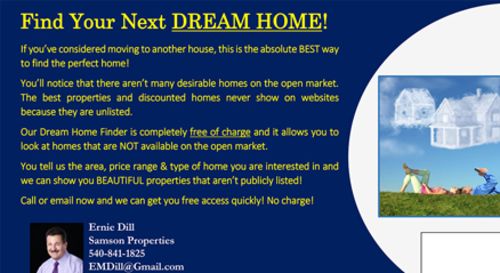 Find Your Next DREAM HOME!
If you've considered moving to another house, this is the absolute BEST way
to find the perfect home!
You'll notice that there aren't many desirable homes on the open market.
The best properties and discounted homes never show on websites
because they are unlisted.
Our Dream Home Finder is completely free of charge and it allows you to
look at homes that are NOT available on the open market.
You tell us the area, price range & type of home you are interested in and
we can show you BEAUTIFUL properties that aren't publicly listed!
Call or email now and we can get you free access quickly! No charge!
Ernie Dill
Samson Properties
540-841-1825
EMDill@Gmail.com